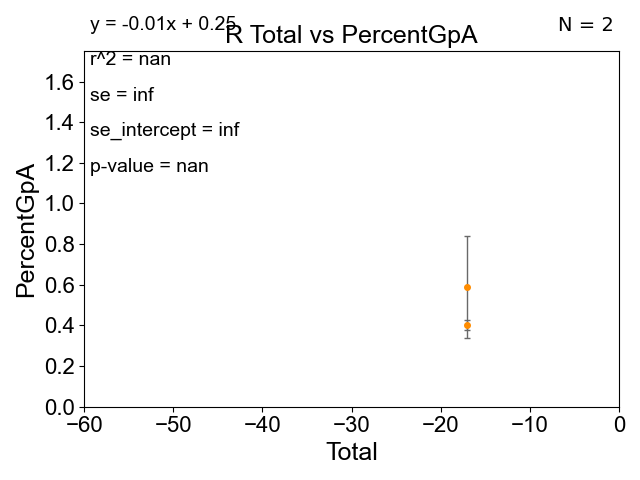 y = -0.01x + 0.25
N = 2
R Total vs PercentGpA
r^2 = nan
se = inf
se_intercept = inf
p-value = nan
PercentGpA
1.6
1.4
1.2
1.0
0.8
0.6
0.4
0.2
0.0
−60 −50 −40 −30 −20 −10 0
Total